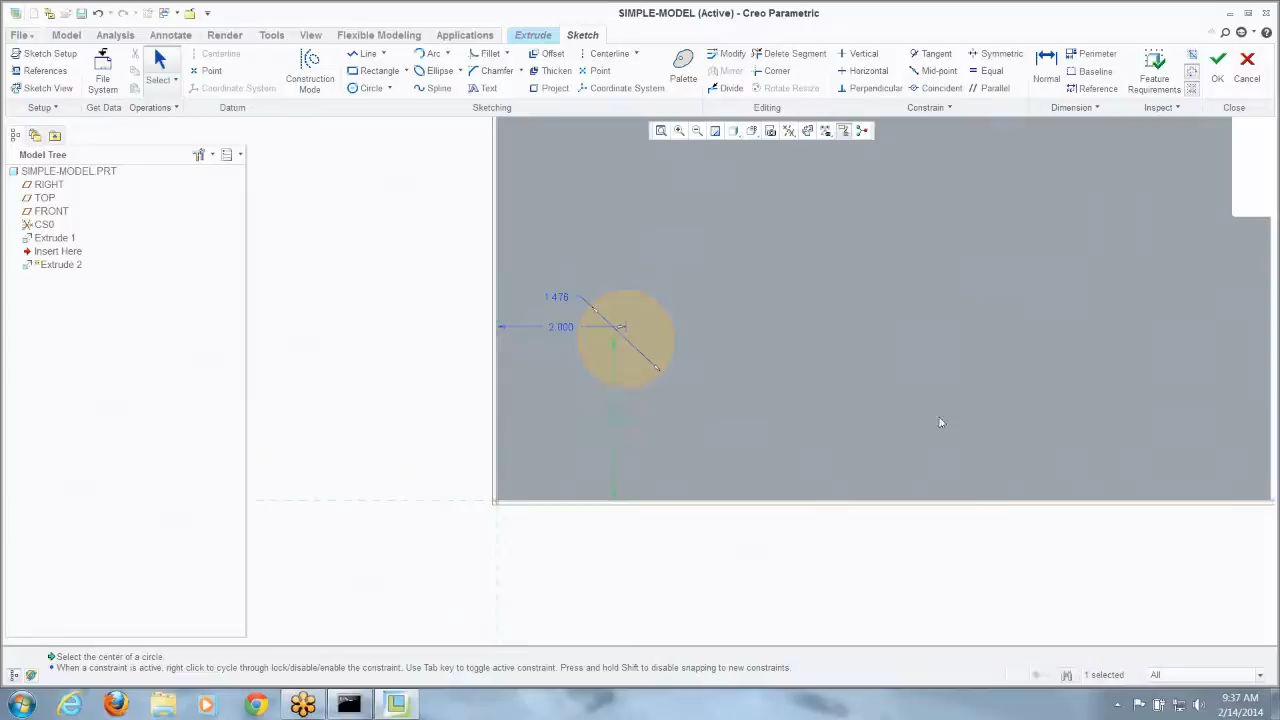 SIMPLE-MODEL (Active) - Creo Parametric
File Model Analysis Annotate Render Tools View Flexible Modeling Applications Extrude Sketch
Sketch Setup
References
Sketch View
File System
Select
Centerline
Point
Coordinate System
Construction Mode
Line Arc Fillet Offset Centerline
Rectangle Ellipse Chamfer Thicken Point
Circle Spline Text Project Coordinate System
Palette
Modify Delete Segment
Mirror Corner
Divide Rotate Resize
Vertical Tangent Symmetric
Horizontal Mid-point Equal
Perpendicular Coincident Parallel
Normal
Perimeter
Baseline
Reference
Feature Requirements
OK Cancel
Setup Get Data Operations Datum Sketching Editing Constrain Dimension Inspect Close
Model Tree
SIMPLE-MODEL.PRT
RIGHT
TOP
FRONT
CS0
Extrude 1
Insert Here
*Extrude 2
1.476
2.000
Select the center of a circle.
When a constraint is active, right click to cycle through lock/disable/enable the constraint. Use Tab key to toggle active constraint. Press and hold Shift to disable snapping to new constraints.
1 selected
All
9:37 AM
2/14/2014